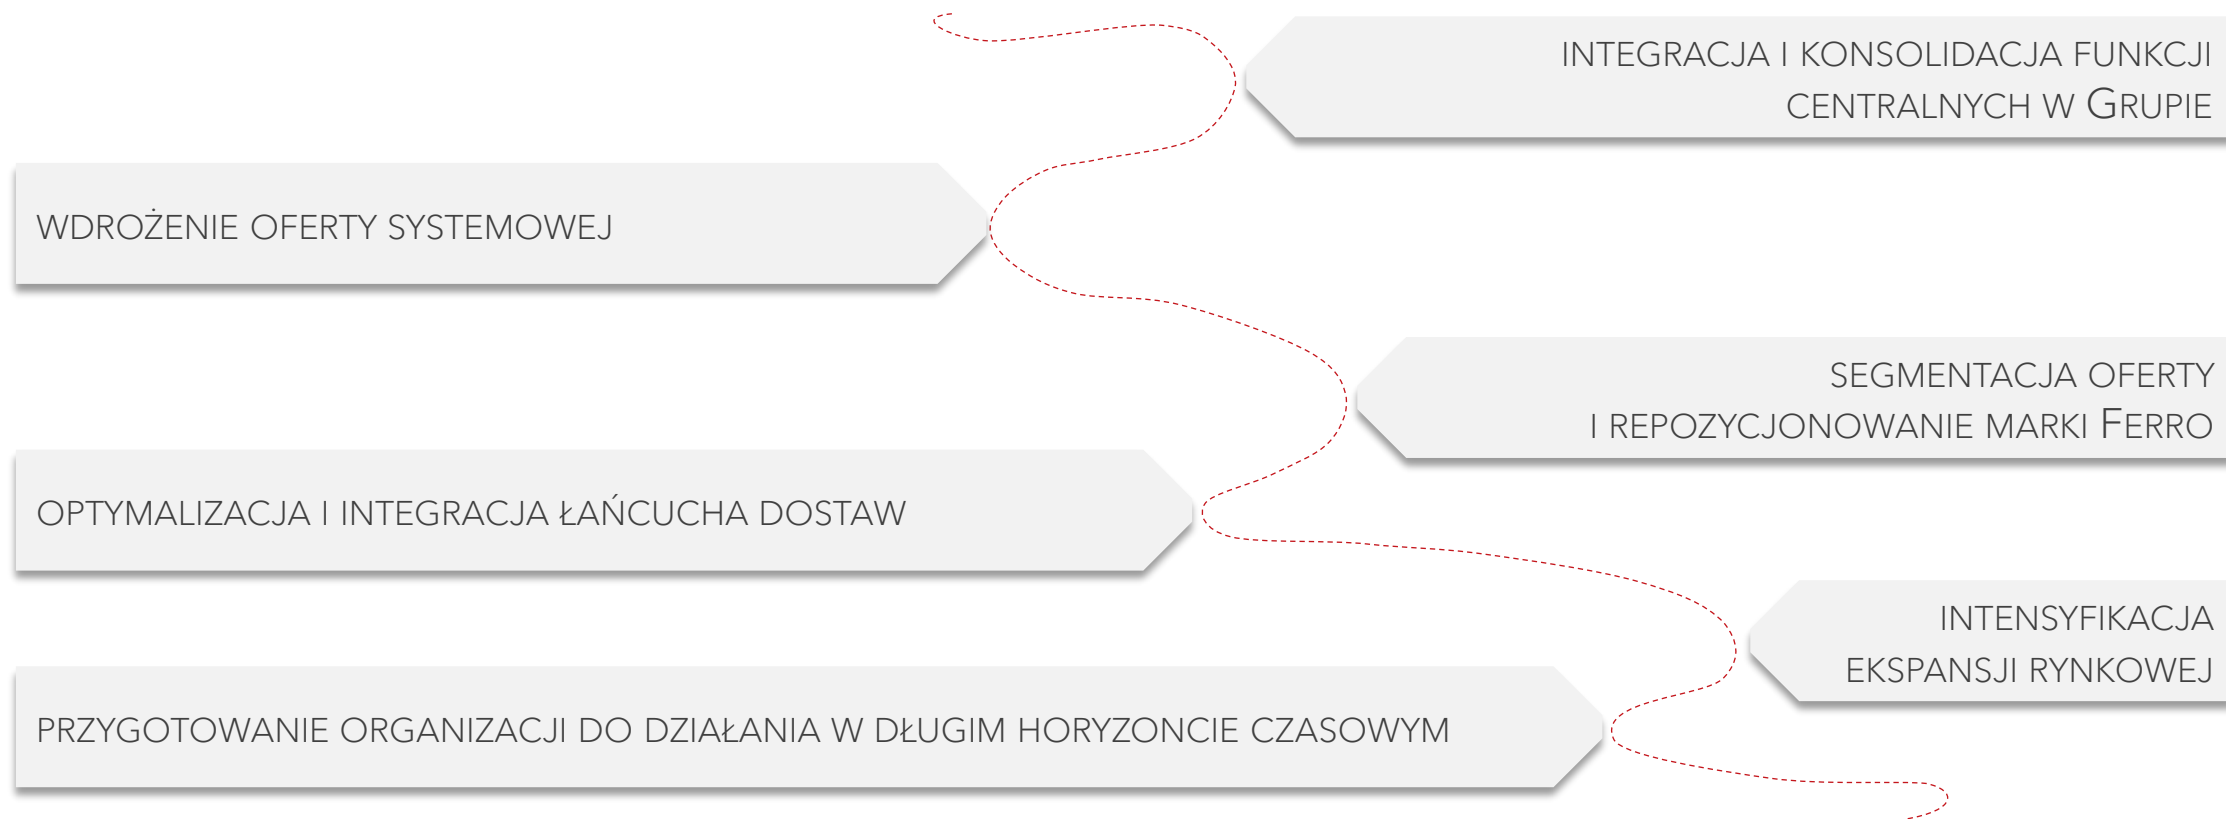 INTEGRACJA I KONSOLIDACJA FUNKCJI
CENTRALNYCH W GRUPIE
WDROŻENIE OFERTY SYSTEMOWEJ
SEGMENTACJA OFERTY
I REPOZYCJONOWANIE MARKI FERRO
OPTYMALIZACJA I INTEGRACJA ŁAŃCUCHA DOSTAW
INTENSYFIKACJA
EKSPANSJI RYNKOWEJ
PRZYGOTOWANIE ORGANIZACJI DO DZIAŁANIA W DŁUGIM HORYZONCIE CZASOWYM